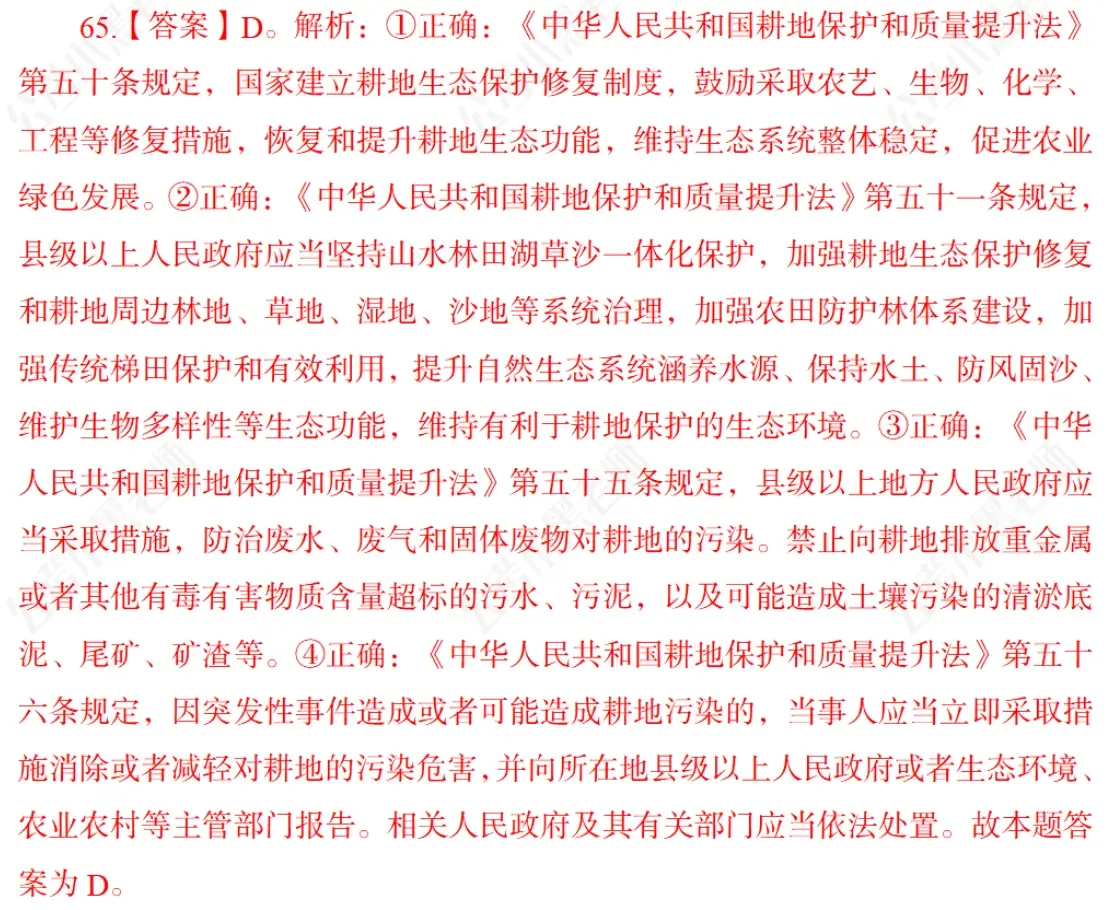 65.【答案】D。解析：①正确：《中华人民共和国耕地保护和质量提升法》
第五十条规定，国家建立耕地生态保护修复制度，鼓励采取农艺、生物、化学、
工程等修复措施，恢复和提升耕地生态功能，维持生态系统整体稳定，促进农业
绿色发展。②正确：《中华人民共和国耕地保护和质量提升法》第五十一条规定，
县级以上人民政府应当坚持山水林田湖草沙一体化保护，加强耕地生态保护修复
和耕地周边林地、草地、湿地、沙地等系统治理，加强农田防护林体系建设，加
强传统梯田保护和有效利用，提升自然生态系统涵养水源、保持水土、防风固沙、
维护生物多样性等生态功能，维持有利于耕地保护的生态环境。③正确：《中华
人民共和国耕地保护和质量提升法》第五十五条规定，县级以上地方人民政府应
当采取措施，防治废水、废气和固体废物对耕地的污染。禁止向耕地排放重金属
或者其他有毒有害物质含量超标的污水、污泥，以及可能造成土壤污染的清淤底
泥、尾矿、矿渣等。④正确：《中华人民共和国耕地保护和质量提升法》第五十
六条规定，因突发性事件造成或者可能造成耕地污染的，当事人应当立即采取措
施消除或者减轻对耕地的污染危害，并向所在地县级以上人民政府或者生态环境、
农业农村等主管部门报告。相关人民政府及其有关部门应当依法处置。故本题答
案为 D。